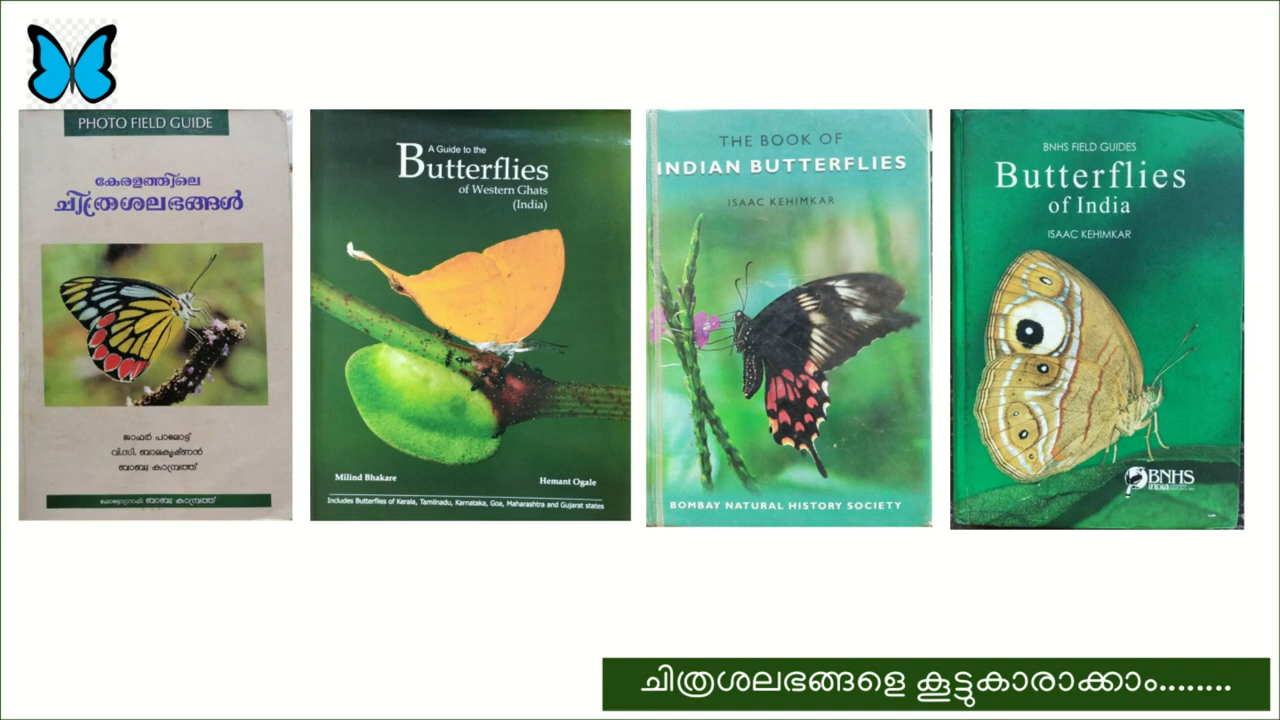 PHOTO FIELD GUIDE
കേരളത്തിലെ
ചിത്രശലഭങ്ങൾ
ജാഫർ പാലോട്ട്
വി.സി. ബാലകൃഷ്ണൻ
ബാബു കാമ്പ്രത്ത്
ഫോട്ടോഗ്രാഫി: ബാബു കാമ്പ്രത്ത്
A Guide to the
Butterflies
of Western Ghats
(India)
Milind Bhakare
Hemant Ogale
Includes Butterflies of Kerala, Tamilnadu, Karnataka, Goa, Maharashtra and Gujarat states
THE BOOK OF
INDIAN BUTTERFLIES
ISAAC KEHIMKAR
BOMBAY NATURAL HISTORY SOCIETY
BNHS FIELD GUIDES
Butterflies
of India
ISAAC KEHIMKAR
BNHS
INDIA
ചിത്രശലഭങ്ങളെ കൂട്ടുകാരാക്കാം........